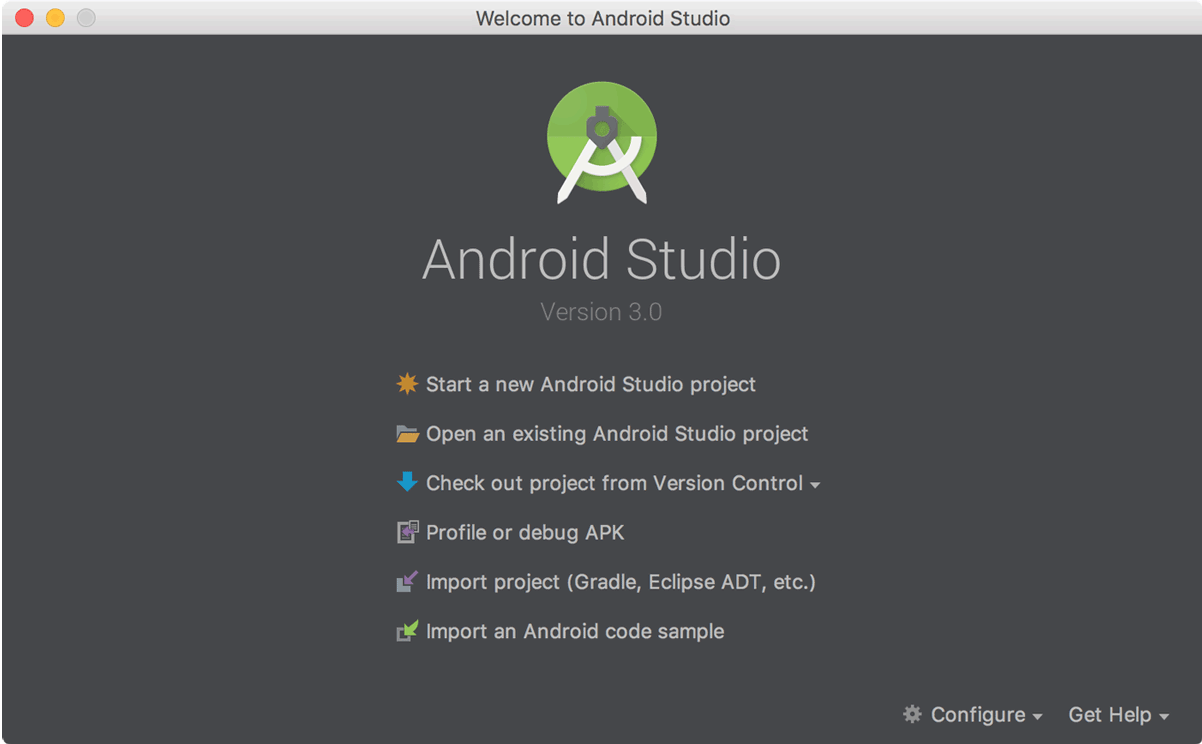 Welcome to Android Studio
Android Studio
Version 3.0
Start a new Android Studio project
Open an existing Android Studio project
Check out project from Version Control
Profile or debug APK
Import project (Gradle, Eclipse ADT, etc.)
Import an Android code sample
Configure Get Help